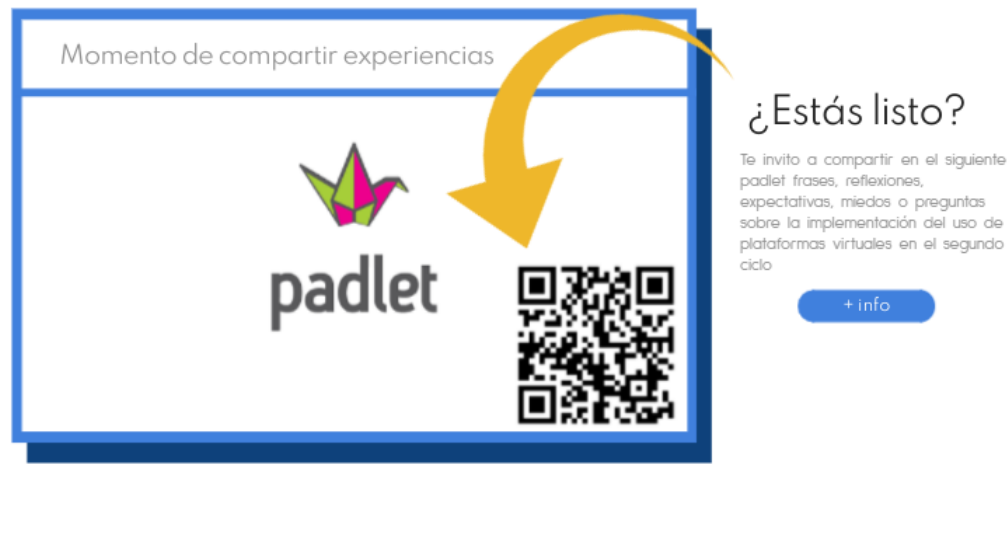 Momento de compartir experiencias
padlet
¿Estás listo?
Te invito a compartir en el siguiente
padlet frases, reflexiones,
expectativas, miedos o preguntas
sobre la implementación del uso de
plataformas virtuales en el segundo
ciclo
+ info